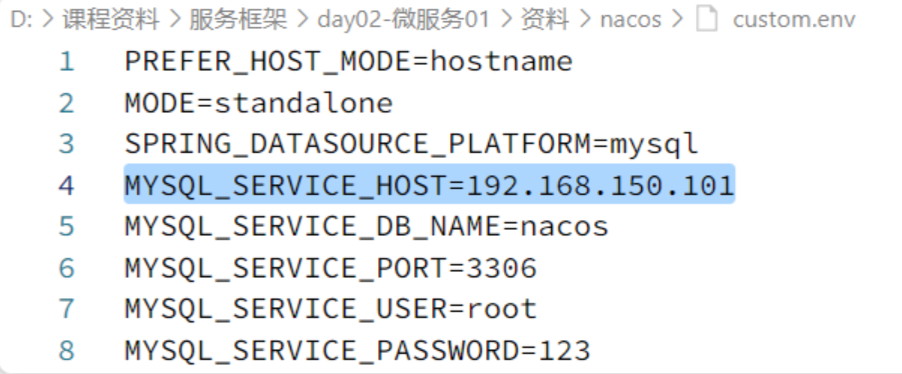 D: > 课程资料 > 服务框架 > day02-微服务01 > 资料 > nacos > custom.env
1 PREFER_HOST_MODE=hostname
2 MODE=standalone
3 SPRING_DATASOURCE_PLATFORM=mysql
4 MYSQL_SERVICE_HOST=192.168.150.101
5 MYSQL_SERVICE_DB_NAME=nacos
6 MYSQL_SERVICE_PORT=3306
7 MYSQL_SERVICE_USER=root
8 MYSQL_SERVICE_PASSWORD=123